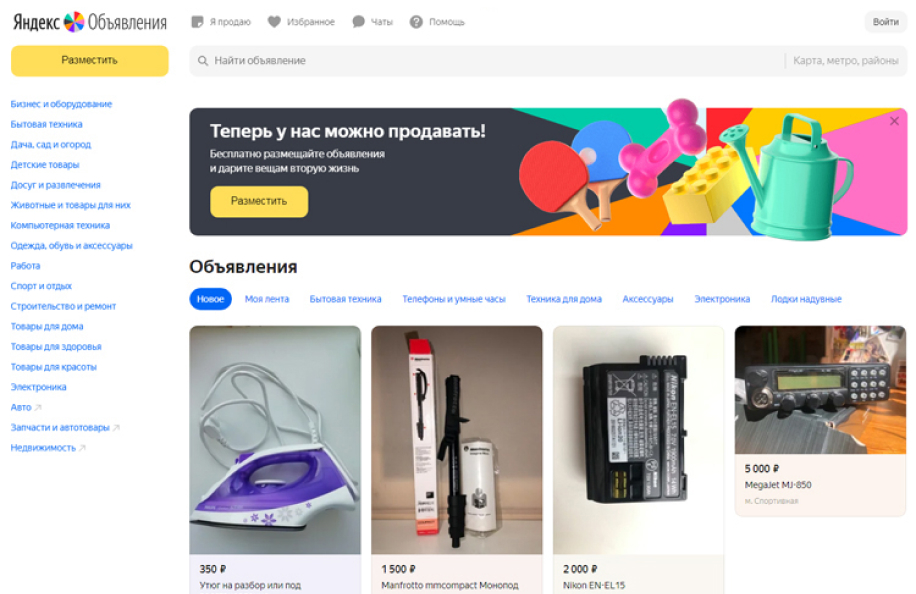 Яндекс Объявления
Я продаю
Избранное
Чаты
Помощь
Войти
Разместить
Найти объявление
Карта, метро, районы
Бизнес и оборудование
Бытовая техника
Дача, сад и огород
Детские товары
Досуг и развлечения
Животные и товары для них
Компьютерная техника
Одежда, обувь и аксессуары
Работа
Спорт и отдых
Строительство и ремонт
Товары для дома
Товары для здоровья
Товары для красоты
Электроника
Авто
Запчасти и автотовары
Недвижимость
Теперь у нас можно продавать!
Бесплатно размещайте объявления
и дарите вещам вторую жизнь
Разместить
Объявления
Новое
Моя лента
Бытовая техника
Телефоны и умные часы
Техника для дома
Аксессуары
Электроника
Лодки надувные
350 ₽
Утюг на разбор или под
1 500 ₽
Manfrotto mmcompact Монопод
Nikon EN-EL15
2 000 ₽
Nikon EN-EL15
5 000 ₽
MegaJet MJ-850
м. Спортивная